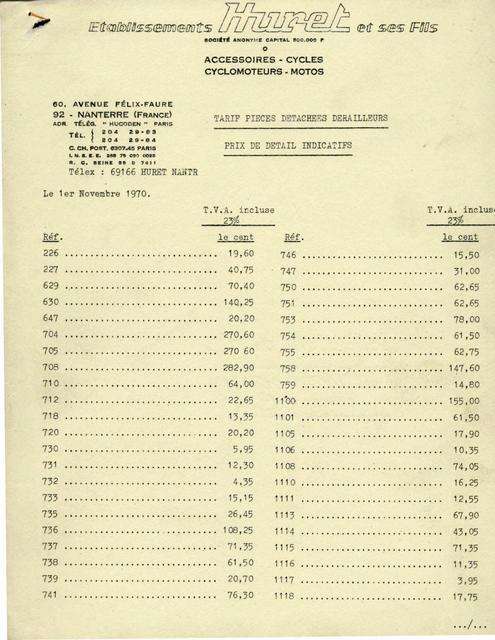 Etablissements Huret et ses Fils
SOCIÉTÉ ANONYME CAPITAL 500.000 F
ACCESSOIRES - CYCLES
CYCLOMOTEURS - MOTOS
60, AVENUE FÉLIX-FAURE
92 - NANTERRE (FRANCE)
ADR. TÉLÉG. "HUCODEN" PARIS
TÉL. 204 29-63
204 29-64
C. CH. POST. 6307.45 PARIS
R. C. SEINE 55 B 7411
Télex : 69166 HURET NANTR
TARIF PIECES DETACHEES DERAILLEURS
PRIX DE DETAIL INDICATIFS
Le 1er Novembre 1970.
T.V.A. incluse 23% T.V.A. incluse 23%
Réf. le cent Réf. le cent
226 .......... 19,60 746 .......... 15,50
227 .......... 40,75 747 .......... 31,00
629 .......... 70,40 750 .......... 62,65
630 .......... 140,25 751 .......... 62,65
647 .......... 20,20 753 .......... 78,00
704 .......... 270,60 754 .......... 61,50
705 .......... 270 60 755 .......... 62,75
708 .......... 282,90 758 .......... 147,60
710 .......... 64,00 759 .......... 14,80
712 .......... 22,65 1100 .......... 155,00
718 .......... 13,35 1101 .......... 61,50
720 .......... 20,20 1105 .......... 17,90
730 .......... 5,95 1106 .......... 10,35
731 .......... 12,30 1108 .......... 74,05
732 .......... 4,35 1110 .......... 16,25
733 .......... 15,15 1111 .......... 12,55
735 .......... 26,45 1113 .......... 67,90
736 .......... 108,25 1114 .......... 43,05
737 .......... 71,35 1115 .......... 71,35
738 .......... 61,50 1116 .......... 11,35
739 .......... 20,70 1117 .......... 3,95
741 .......... 76,30 1118 .......... 17,75
.../...